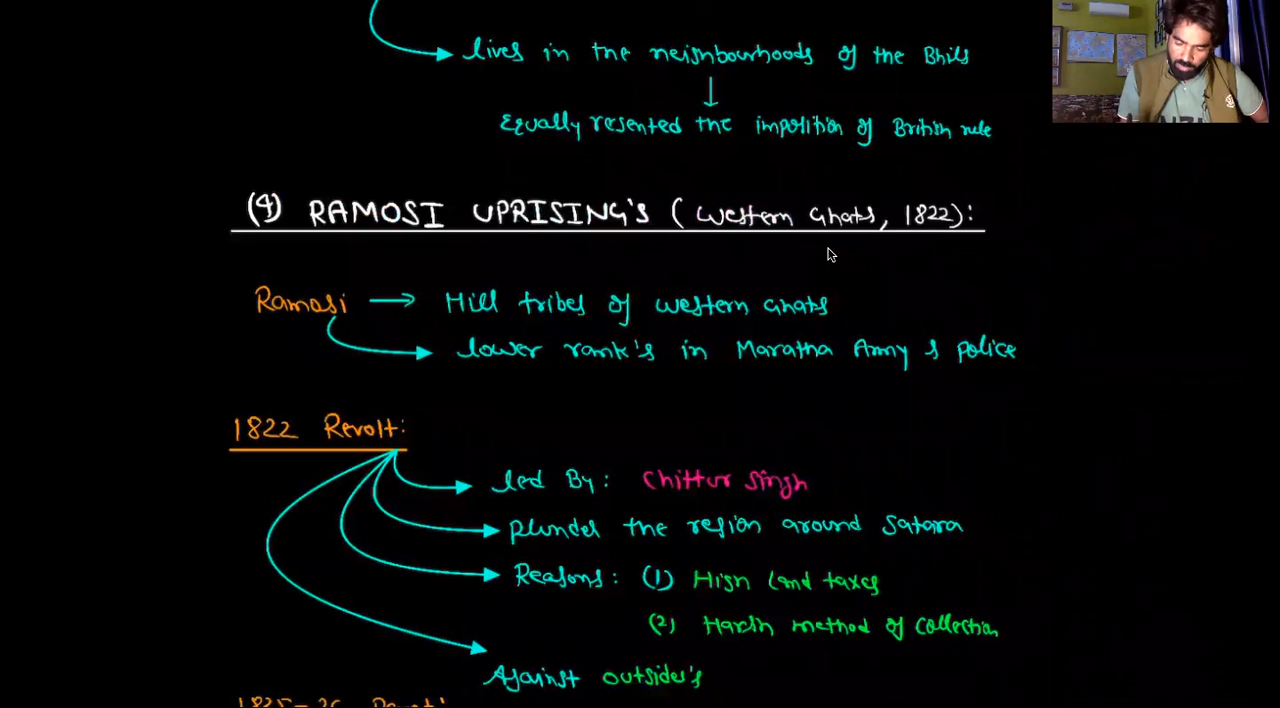 lives in the neighbourhoods of the Bhils
Equally resented the imposition of British rule
(4) RAMOSI UPRISING'S (Western Ghats, 1822):
Ramosi → Hill tribes of western Ghats
lower rank's in Maratha Army & police
1822 Revolt:
led By: Chittur Singh
plunder the region around Satara
Reasons: (1) High Land taxes
(2) Harsh method of collection
Against outsider's